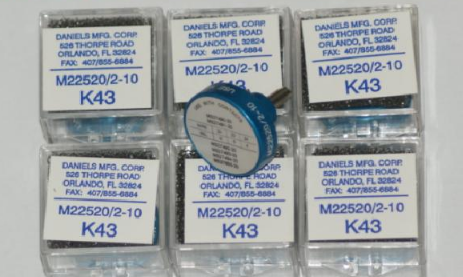 DANIELS MFG. CORP.
526 THORPE ROAD
ORLANDO, FL 32824
FAX: 407/855-6884
M22520/2-10
K43
DANIELS MFG. CORP.
526 THORPE ROAD
ORLANDO, FL 32824
FAX: 407/855-6884
M22520/2-10
K43
DANIELS MFG. CORP.
526 THORPE ROAD
ORLANDO, FL 32824
FAX: 407/855-6884
M22520/2-10
K43
DANIELS MFG. CORP.
526 THORPE ROAD
ORLANDO, FL 32824
FAX: 407/855-6884
M22520/2-10
K43
DANIELS MFG. CORP.
526 THORPE ROAD
ORLANDO, FL 32824
M22520/2-10
K43
DANIELS MFG. CORP.
526 THORPE ROAD
ORLANDO, FL 32824
FAX: 407/855-6884
M22520/2-10
K43